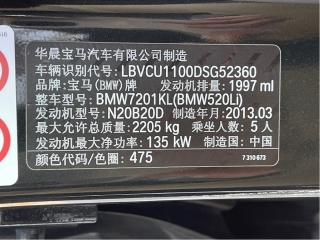 华晨宝马汽车有限公司制造
车辆识别代号: LBVCU1100DSG52360
品牌: 宝马(BMW)牌 发动机排量: 1997 ml
整车型号: BMW7201KL(BMW520Li)
发动机型号: N20B20D 制造年月: 2013.03
最大允许总质量: 2205 kg 乘坐人数: 5 人
发动机最大净功率: 135 kW 制造国: 中国
颜色代码/色圈: 475 7 310 673